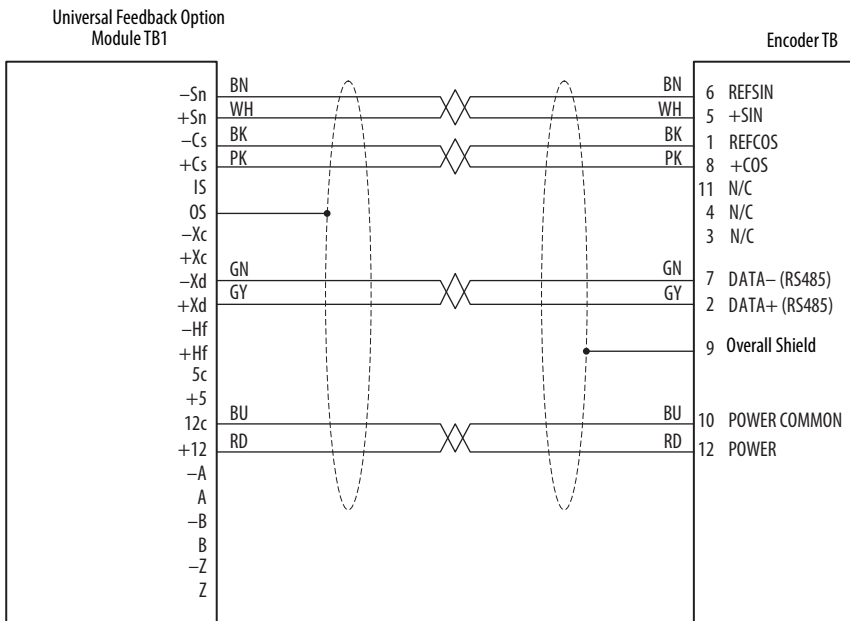 Universal Feedback Option
Module TB1
Encoder TB
–Sn BN BN 6 REFSIN
+Sn WH WH 5 +SIN
–Cs BK BK 1 REFCOS
+Cs PK PK 8 +COS
IS 11 N/C
OS 4 N/C
–Xc 3 N/C
+Xc
–Xd GN GN 7 DATA– (RS485)
+Xd GY GY 2 DATA+ (RS485)
–Hf
+Hf 9 Overall Shield
5c
+5
12c BU BU 10 POWER COMMON
+12 RD RD 12 POWER
–A
A
–B
B
–Z
Z